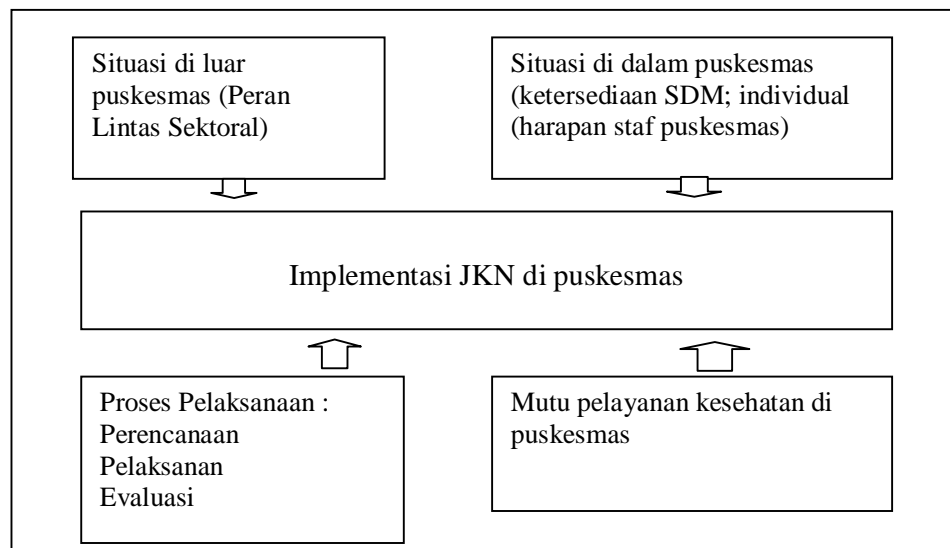 Situasi di luar
puskesmas (Peran
Lintas Sektoral)
Situasi di dalam puskesmas
(ketersediaan SDM; individual
(harapan staf puskesmas)
Implementasi JKN di puskesmas
Proses Pelaksanaan :
Perencanaan
Pelaksanan
Evaluasi
Mutu pelayanan kesehatan di
puskesmas